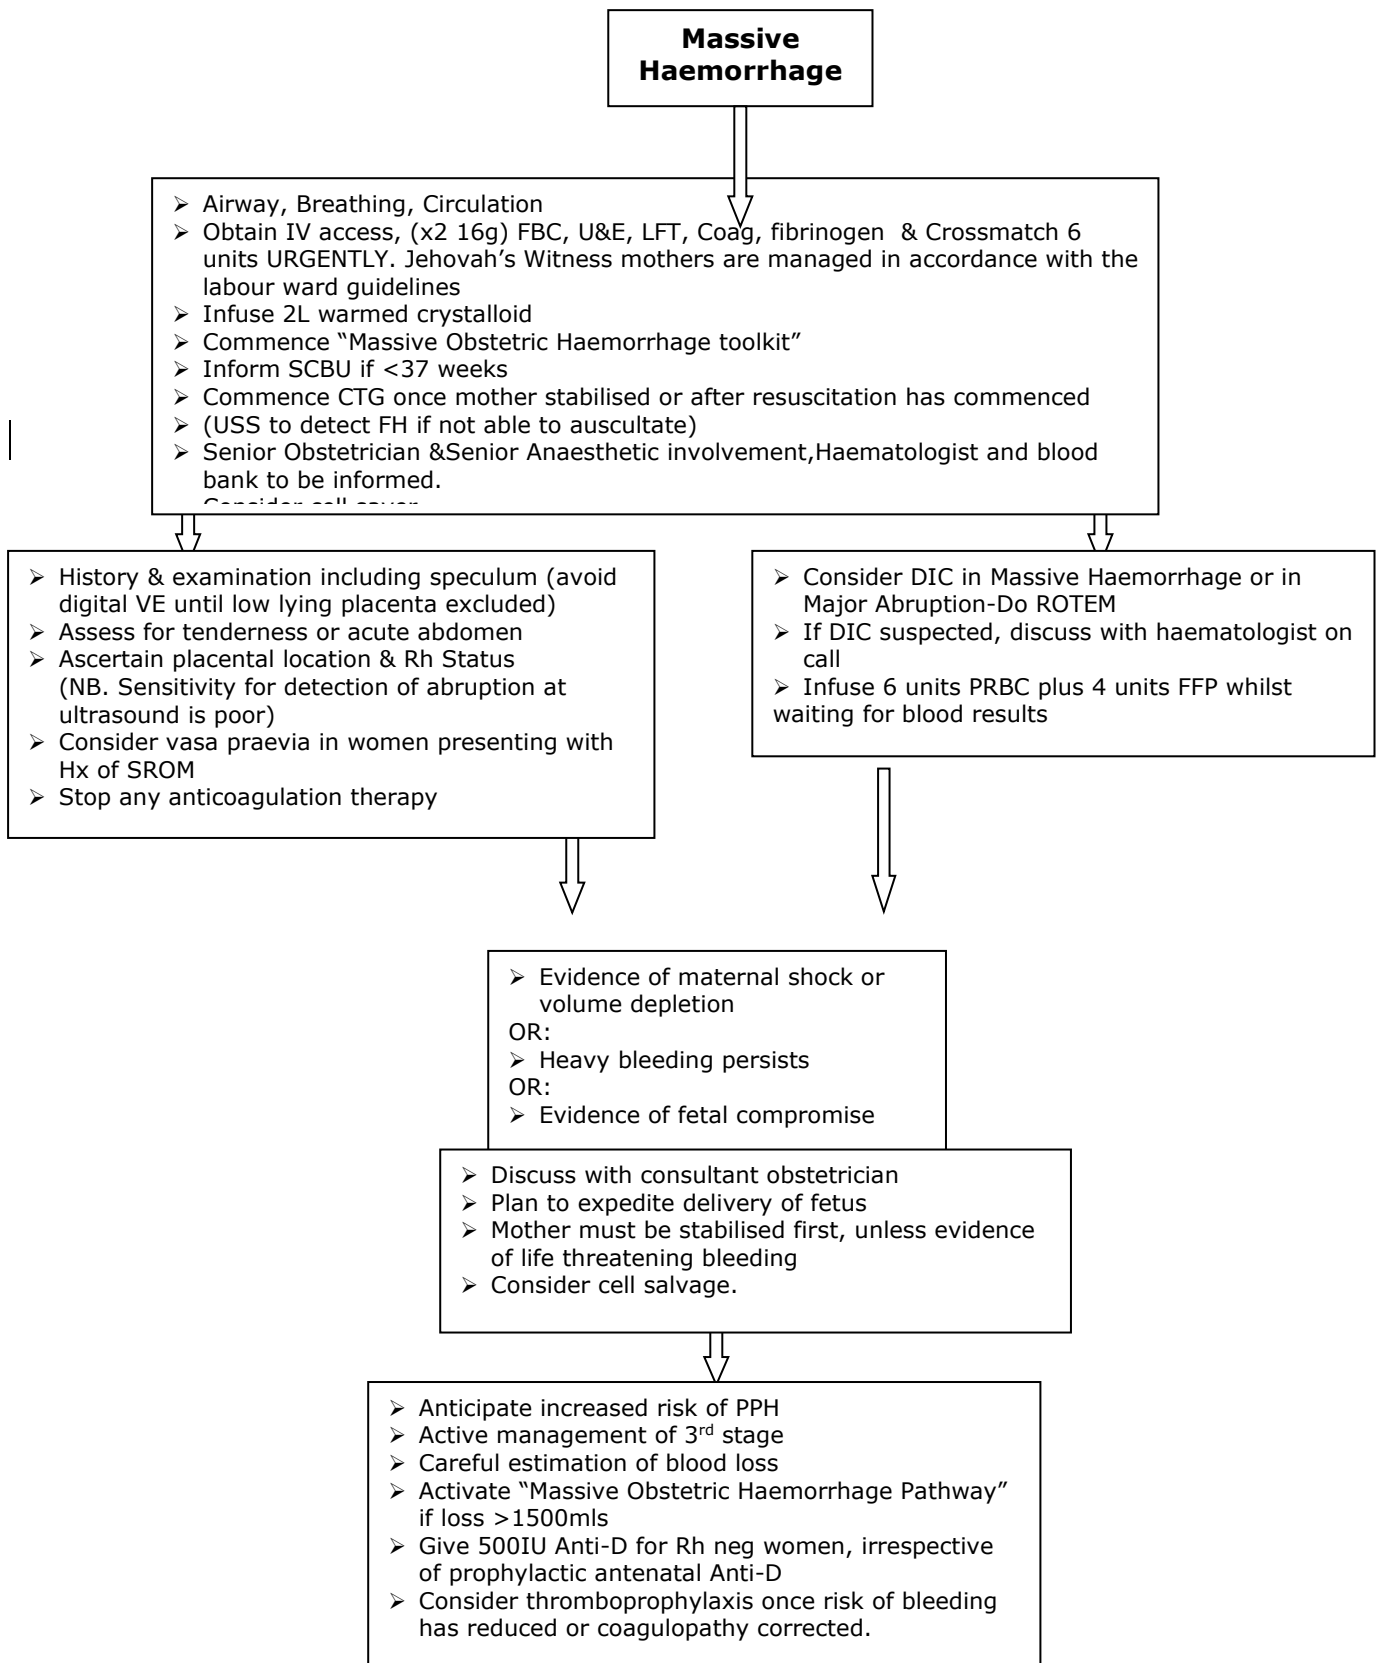 Massive
Haemorrhage
➢ Airway, Breathing, Circulation
➢ Obtain IV access, (x2 16g) FBC, U&E, LFT, Coag, fibrinogen & Crossmatch 6
units URGENTLY. Jehovah’s Witness mothers are managed in accordance with the
labour ward guidelines
➢ Infuse 2L warmed crystalloid
➢ Commence “Massive Obstetric Haemorrhage toolkit”
➢ Inform SCBU if <37 weeks
➢ Commence CTG once mother stabilised or after resuscitation has commenced
➢ (USS to detect FH if not able to auscultate)
➢ Senior Obstetrician &Senior Anaesthetic involvement,Haematologist and blood
bank to be informed.
➢ History & examination including speculum (avoid
digital VE until low lying placenta excluded)
➢ Assess for tenderness or acute abdomen
➢ Ascertain placental location & Rh Status
(NB. Sensitivity for detection of abruption at
ultrasound is poor)
➢ Consider vasa praevia in women presenting with
Hx of SROM
➢ Stop any anticoagulation therapy
➢ Consider DIC in Massive Haemorrhage or in
Major Abruption-Do ROTEM
➢ If DIC suspected, discuss with haematologist on
call
➢ Infuse 6 units PRBC plus 4 units FFP whilst
waiting for blood results
➢ Evidence of maternal shock or
volume depletion
OR:
➢ Heavy bleeding persists
OR:
➢ Evidence of fetal compromise
➢ Discuss with consultant obstetrician
➢ Plan to expedite delivery of fetus
➢ Mother must be stabilised first, unless evidence
of life threatening bleeding
➢ Consider cell salvage.
➢ Anticipate increased risk of PPH
➢ Active management of 3rd stage
➢ Careful estimation of blood loss
➢ Activate “Massive Obstetric Haemorrhage Pathway”
if loss >1500mls
➢ Give 500IU Anti-D for Rh neg women, irrespective
of prophylactic antenatal Anti-D
➢ Consider thromboprophylaxis once risk of bleeding
has reduced or coagulopathy corrected.